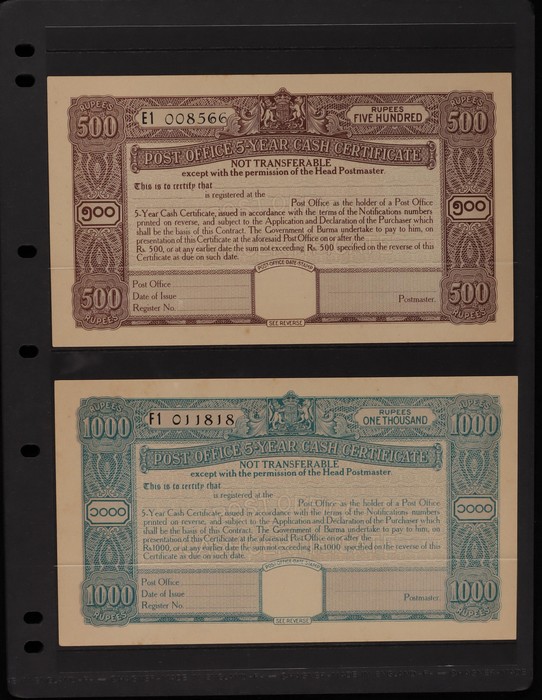 RUPEES
500
E1 008566
RUPEES
FIVE HUNDRED
RUPEES
500
POST OFFICE 5-YEAR CASH CERTIFICATE
NOT TRANSFERABLE
except with the permission of the Head Postmaster.
This is to certify that
is registered at the
Post Office as the holder of a Post Office
5-Year Cash Certificate, issued in accordance with the terms of the Notifications numbers
printed on reverse, and subject to the Application and Declaration of the Purchaser which
shall be the basis of this Contract. The Government of Burma undertake to pay to him, on
presentation of this Certificate at the aforesaid Post Office on or after the
Rs. 500, or at any earlier date the sum not exceeding Rs. 500 specified on the reverse of this
Certificate as due on such date.
၅၀၀
၅၀၀
POST-OFFICE DATE-STAMP
Post Office
Date of Issue
Register No.
Postmaster.
500
RUPEES
500
RUPEES
SEE REVERSE
RUPEES
1000
F1 011818
RUPEES
ONE THOUSAND
RUPEES
1000
POST OFFICE 5-YEAR CASH CERTIFICATE
NOT TRANSFERABLE
except with the permission of the Head Postmaster.
This is to certify that
is registered at the
Post Office as the holder of a Post Office
5-Year Cash Certificate, issued in accordance with the terms of the Notifications numbers
printed on reverse, and subject to the Application and Declaration of the Purchaser which
shall be the basis of this Contract. The Government of Burma undertake to pay to him, on
presentation of this Certificate at the aforesaid Post Office on or after the
Rs.1000, or at any earlier date the sum not exceeding Rs.1000 specified on the reverse of this
Certificate as due on such date.
၁၀၀၀
၁၀၀၀
POST-OFFICE DATE-STAMP
Post Office
Date of Issue
Register No.
Postmaster.
1000
RUPEES
1000
RUPEES
SEE REVERSE